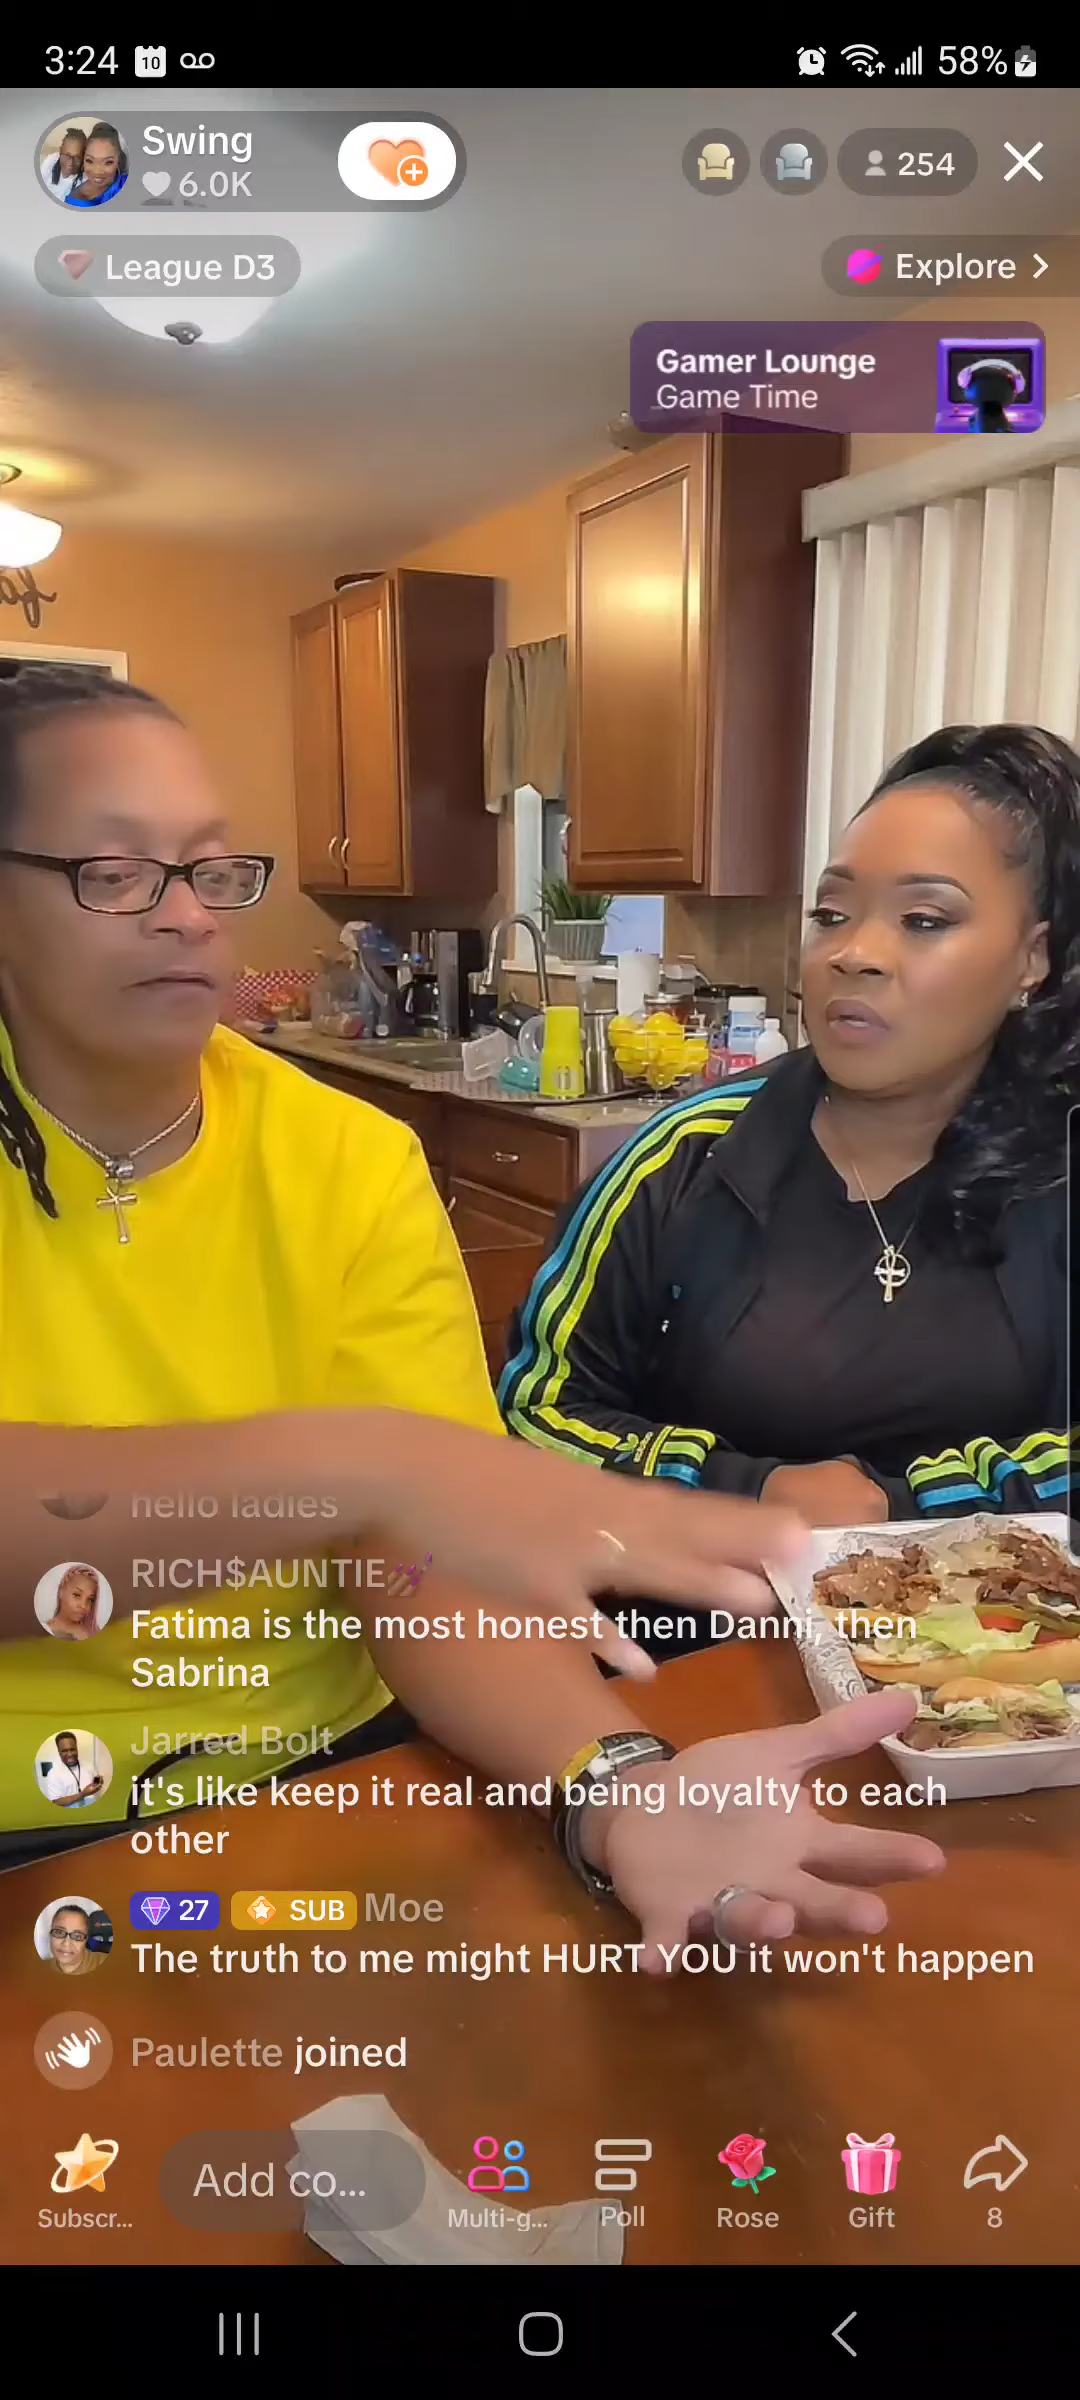 3:24 10 58%
Swing
6.0K
254
League D3
Explore
Gamer Lounge
Game Time
hello ladies
RICH$AUNTIE💅🏾
Fatima is the most honest then Danni, then
Sabrina
Jarred Bolt
it's like keep it real and being loyalty to each
other
27 SUB Moe
The truth to me might HURT YOU it won't happen
Paulette joined
Add co...
Subscr...
Multi-g...
Poll
Rose
Gift
8